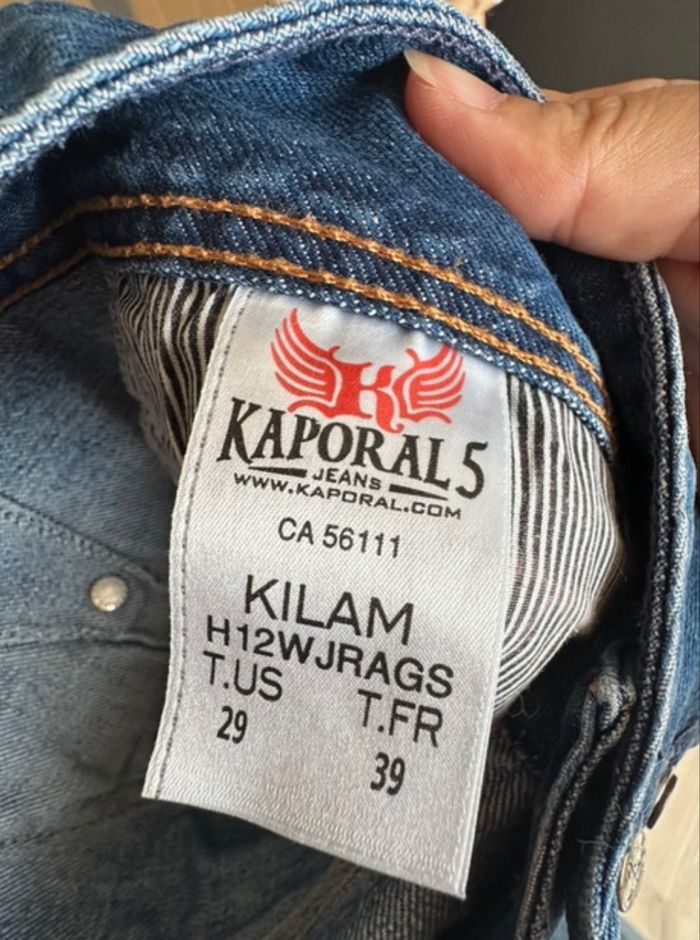 K
KAPORAL 5
JEANS
WWW.KAPORAL.COM
CA 56111
KILAM
H12WJRAGS
T.US T.FR
29 39